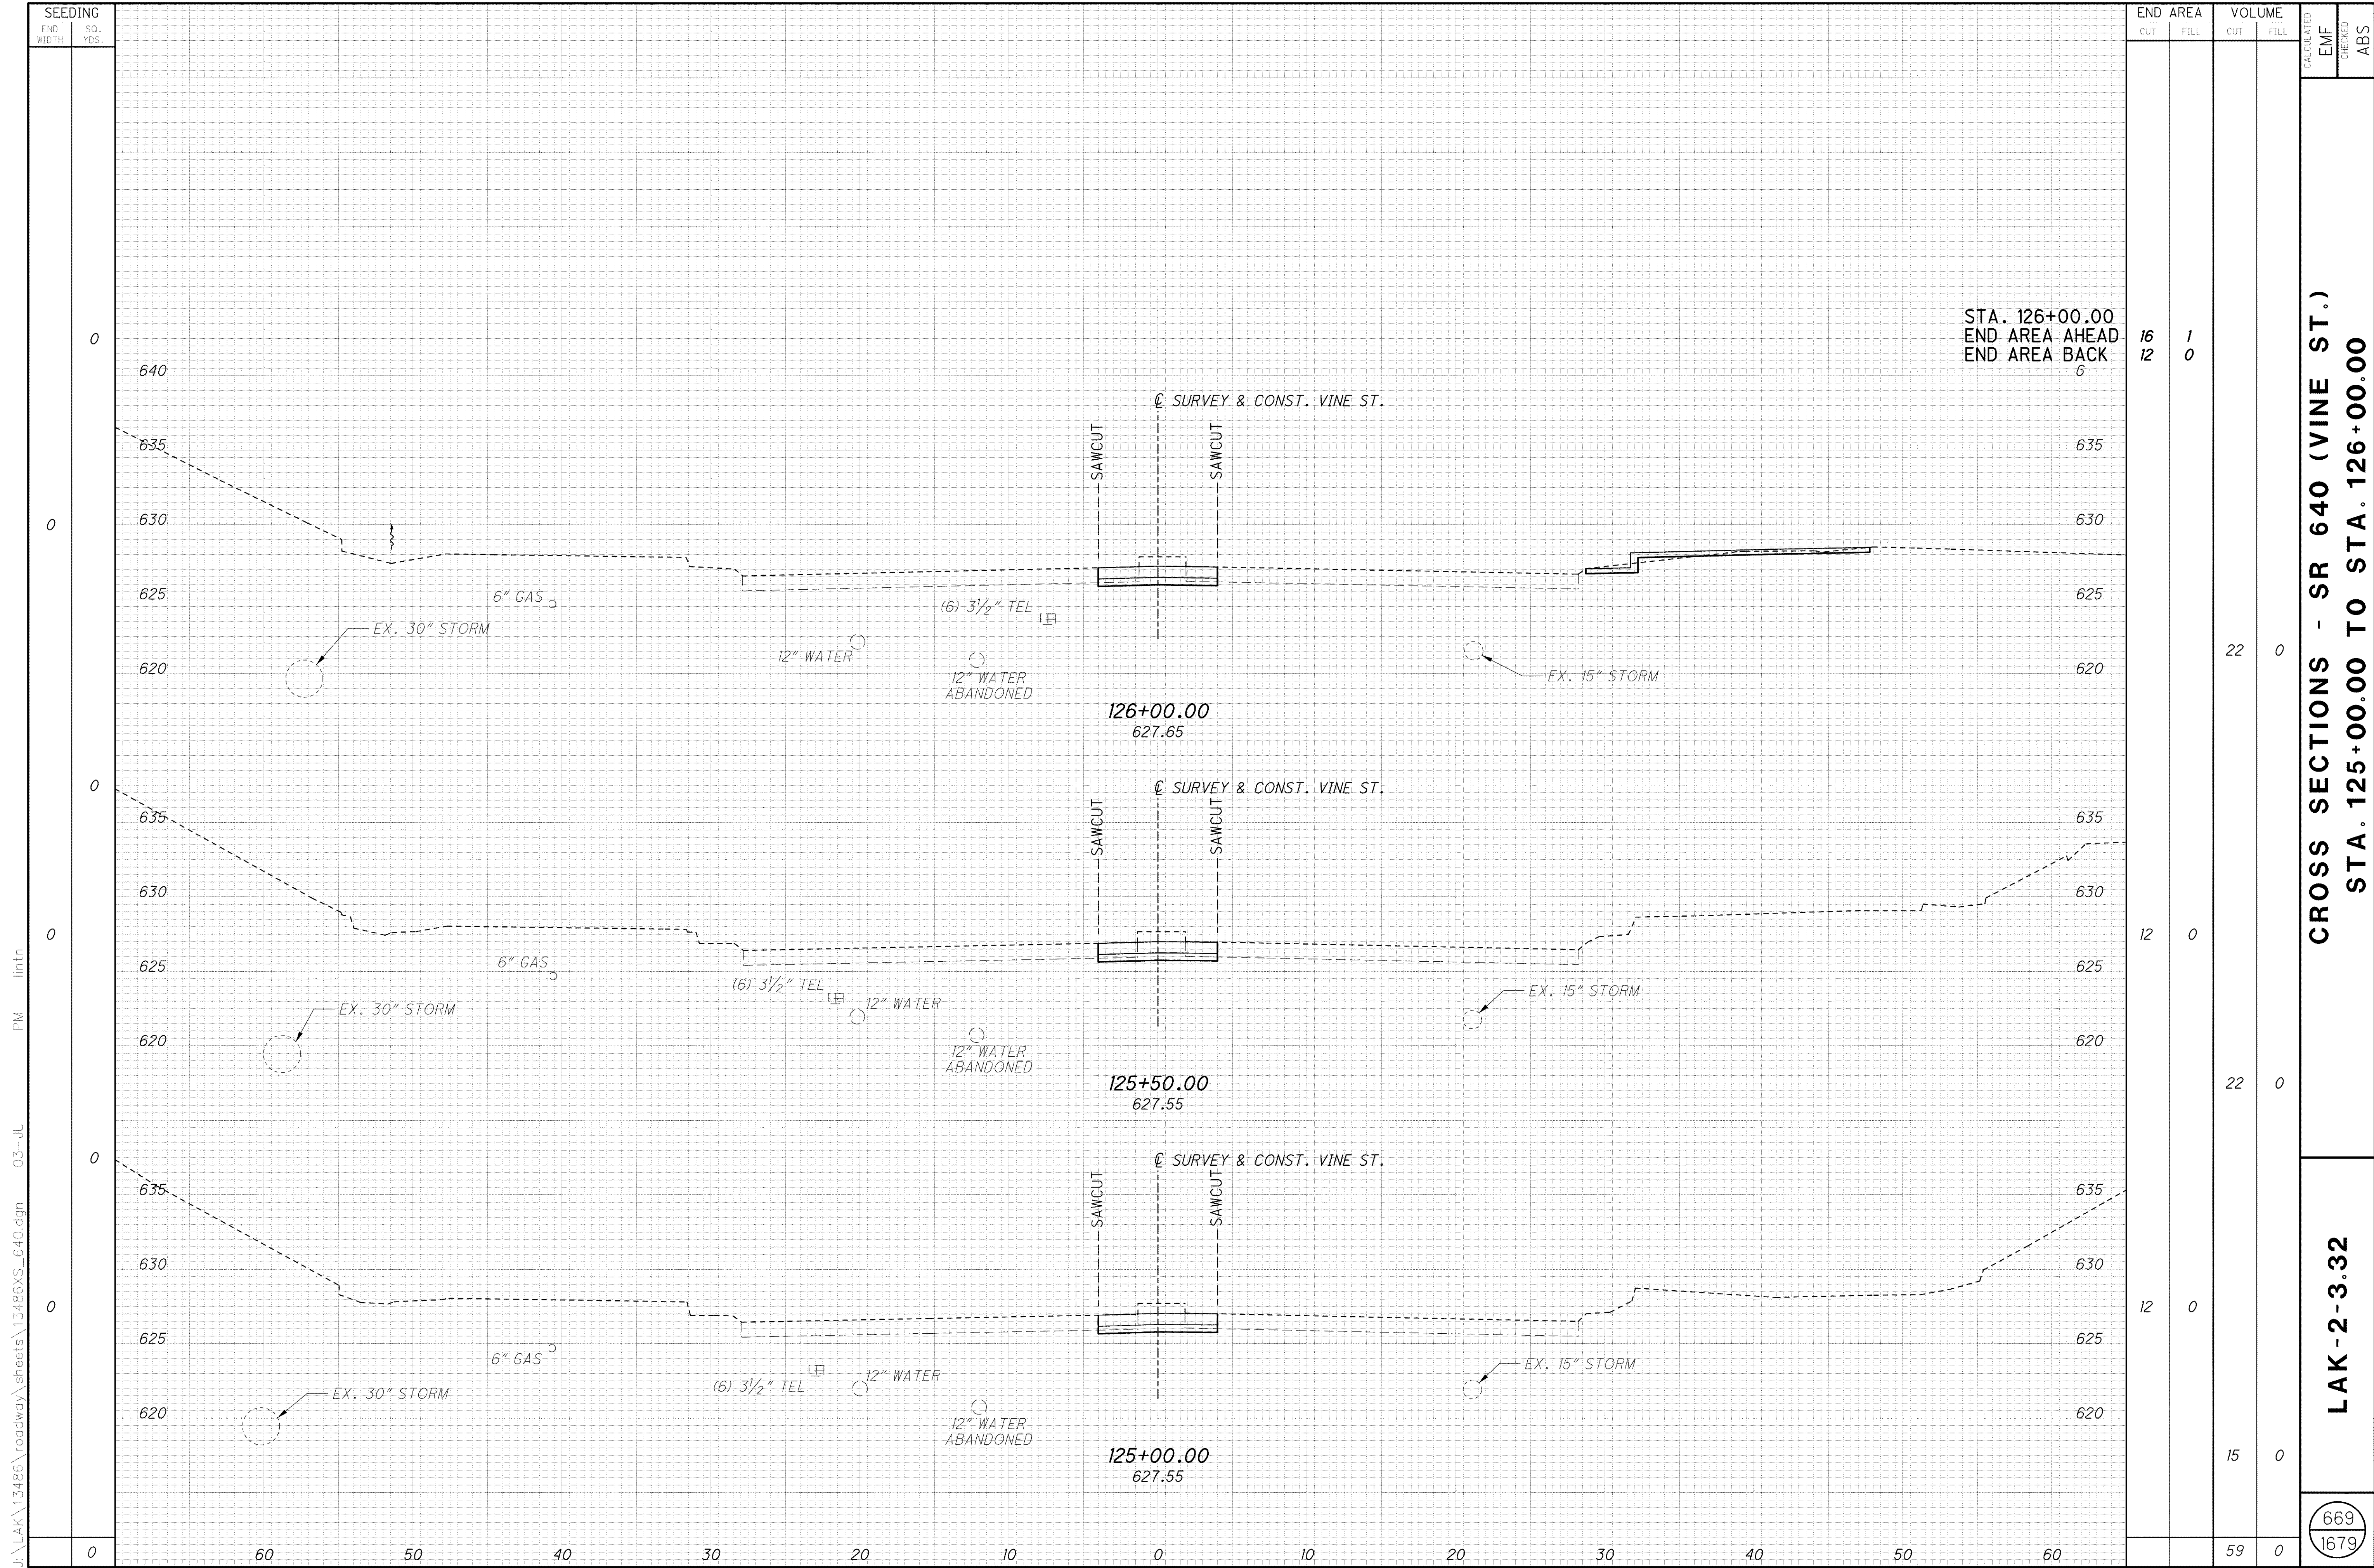 SEEDING
END WIDTH
SQ. YDS.
END AREA
VOLUME
CUT FILL CUT FILL
CALCULATED
EMF
CHECKED
ABS
STA. 126+00.00
END AREA AHEAD 16 1
END AREA BACK 12 0
0
640
6
℄ SURVEY & CONST. VINE ST.
SAWCUT
SAWCUT
635
635
0
630
630
625
625
6" GAS
(6) 3½" TEL
EX. 30" STORM
12" WATER
12" WATER
ABANDONED
EX. 15" STORM
620
620
22 0
126+00.00
627.65
0
℄ SURVEY & CONST. VINE ST.
SAWCUT
SAWCUT
635
635
630
630
0
12 0
625
625
6" GAS
(6) 3½" TEL
12" WATER
EX. 30" STORM
12" WATER
ABANDONED
EX. 15" STORM
620
620
125+50.00
627.55
22 0
0
℄ SURVEY & CONST. VINE ST.
SAWCUT
SAWCUT
635
635
630
630
0
12 0
625
625
6" GAS
(6) 3½" TEL
12" WATER
EX. 30" STORM
12" WATER
ABANDONED
EX. 15" STORM
620
620
125+00.00
627.55
15 0
0
60 50 40 30 20 10 0 10 20 30 40 50 60
59 0
CROSS SECTIONS - SR 640 (VINE ST.)
STA. 125+00.00 TO STA. 126+00.00
LAK-2-3.32
669
1679
J:\LAK\13486\roadway\sheets\13486XS_640.dgn 03-JL PM lintn